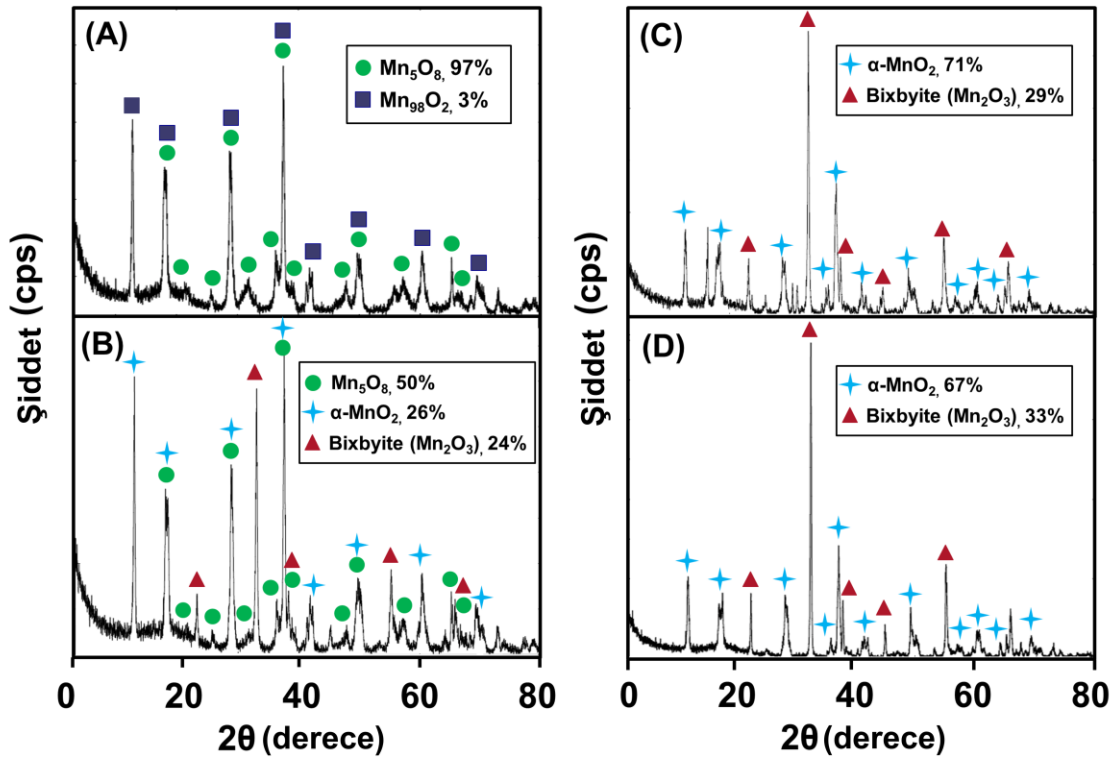 (A)
Mn₅O₈, 97%
Mn₉₈O₂, 3%
(B)
Mn₅O₈, 50%
α-MnO₂, 26%
Bixbyite (Mn₂O₃), 24%
Şiddet (cps)
0 20 40 60 80
2θ (derece)
(C)
α-MnO₂, 71%
Bixbyite (Mn₂O₃), 29%
(D)
α-MnO₂, 67%
Bixbyite (Mn₂O₃), 33%
Şiddet (cps)
0 20 40 60 80
2θ (derece)